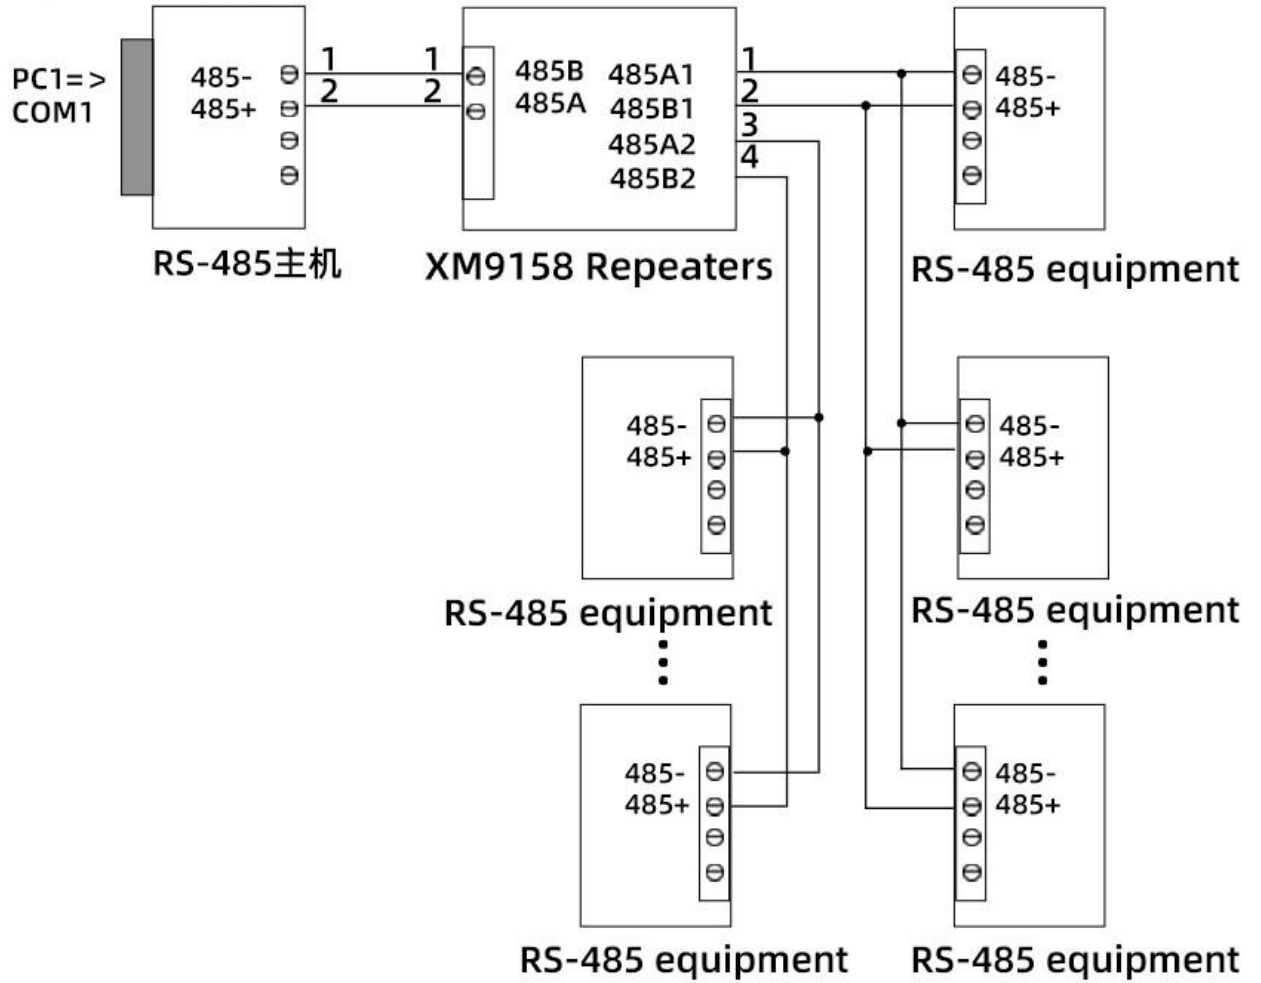 PC1=>
COM1
485-
485+
1
2
1
2
RS-485主机
485B
485A
485A1
485B1
485A2
485B2
1
2
3
4
XM9158 Repeaters
485-
485+
RS-485 equipment
485-
485+
RS-485 equipment
485-
485+
RS-485 equipment
485-
485+
RS-485 equipment
485-
485+
RS-485 equipment